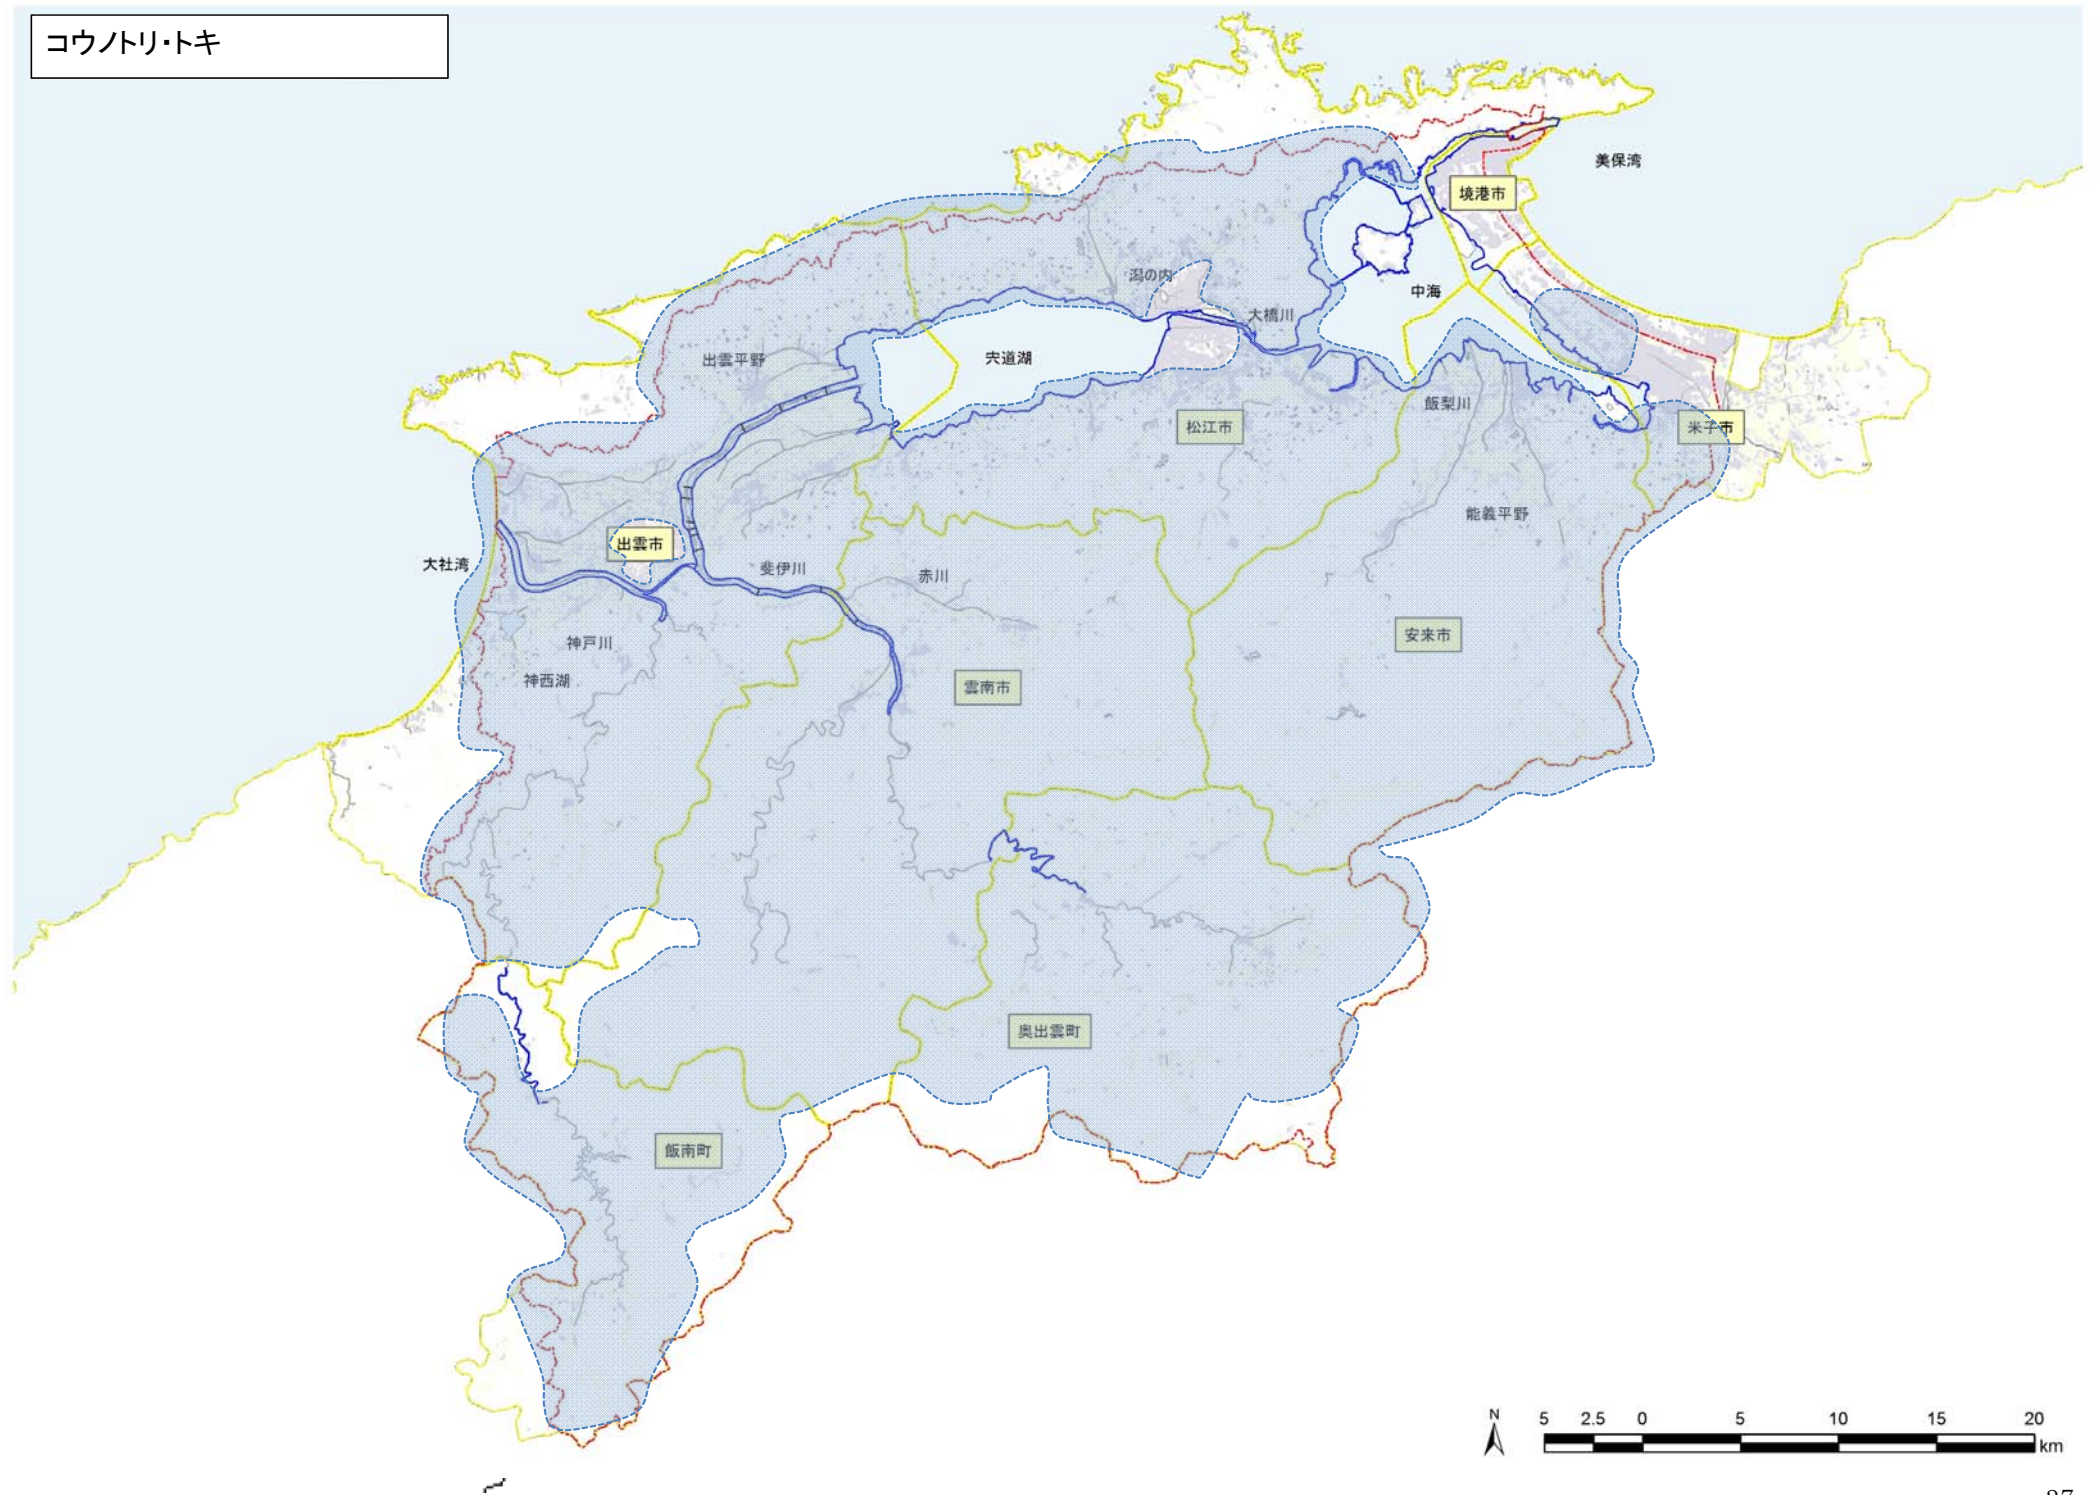 コウノトリ・トキ
美保湾
境港市
潟の内
中海
大橋川
出雲平野
宍道湖
飯梨川
松江市
米子市
能義平野
出雲市
大社湾
斐伊川
赤川
神戸川
安来市
神西湖
雲南市
奥出雲町
飯南町
N
5 2.5 0 5 10 15 20
km